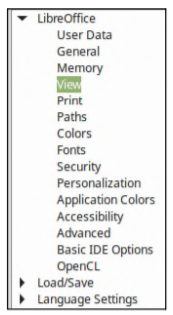 LibreOffice
User Data
General
Memory
View
Print
Paths
Colors
Fonts
Security
Personalization
Application Colors
Accessibility
Advanced
Basic IDE Options
OpenCL
Load/Save
Language Settings